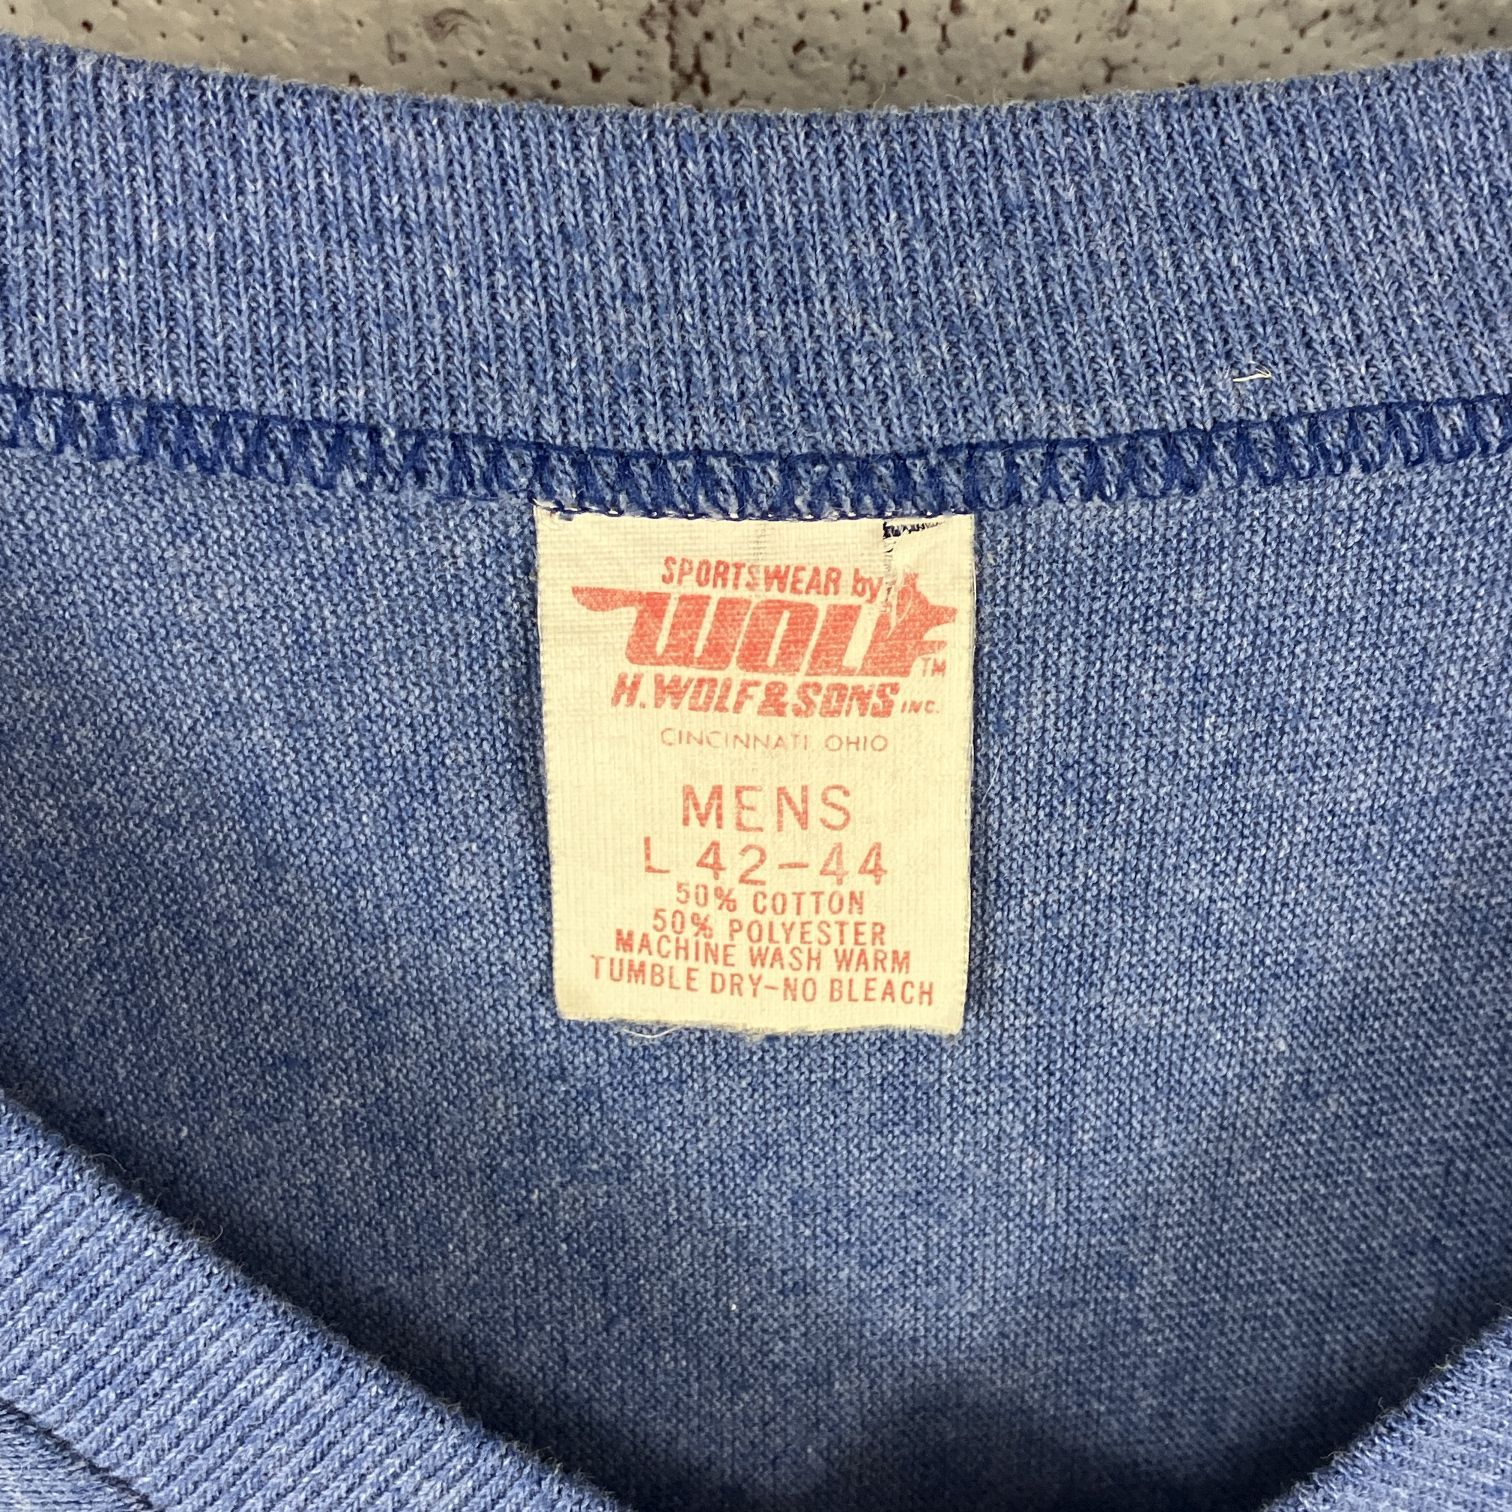 SPORTSWEAR by
WOLF TM
H. WOLF & SONS INC.
CINCINNATI, OHIO
MENS
L 42-44
50% COTTON
50% POLYESTER
MACHINE WASH WARM
TUMBLE DRY-NO BLEACH